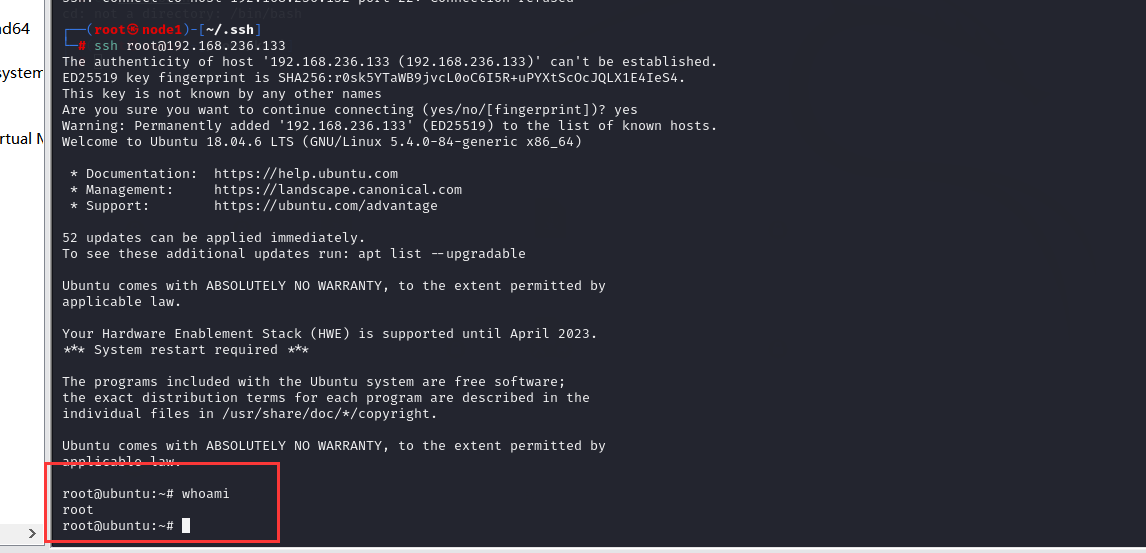 ssh: connect to host 192.168.236.132 port 22: Connection refused
cd: not a directory: /bin/bash
nd64
┌──(root㉿node1)-[~/.ssh]
└─# ssh root@192.168.236.133
The authenticity of host '192.168.236.133 (192.168.236.133)' can't be established.
system
ED25519 key fingerprint is SHA256:r0sk5YTaWB9jvcL0oC6I5R+uPYXtScOcJQLX1E4IeS4.
This key is not known by any other names
Are you sure you want to continue connecting (yes/no/[fingerprint])? yes
Warning: Permanently added '192.168.236.133' (ED25519) to the list of known hosts.
rtual M
Welcome to Ubuntu 18.04.6 LTS (GNU/Linux 5.4.0-84-generic x86_64)
* Documentation:  https://help.ubuntu.com
* Management:     https://landscape.canonical.com
* Support:        https://ubuntu.com/advantage
52 updates can be applied immediately.
To see these additional updates run: apt list --upgradable
Ubuntu comes with ABSOLUTELY NO WARRANTY, to the extent permitted by
applicable law.
Your Hardware Enablement Stack (HWE) is supported until April 2023.
*** System restart required ***
The programs included with the Ubuntu system are free software;
the exact distribution terms for each program are described in the
individual files in /usr/share/doc/*/copyright.
Ubuntu comes with ABSOLUTELY NO WARRANTY, to the extent permitted by
applicable law.
root@ubuntu:~# whoami
root
root@ubuntu:~#